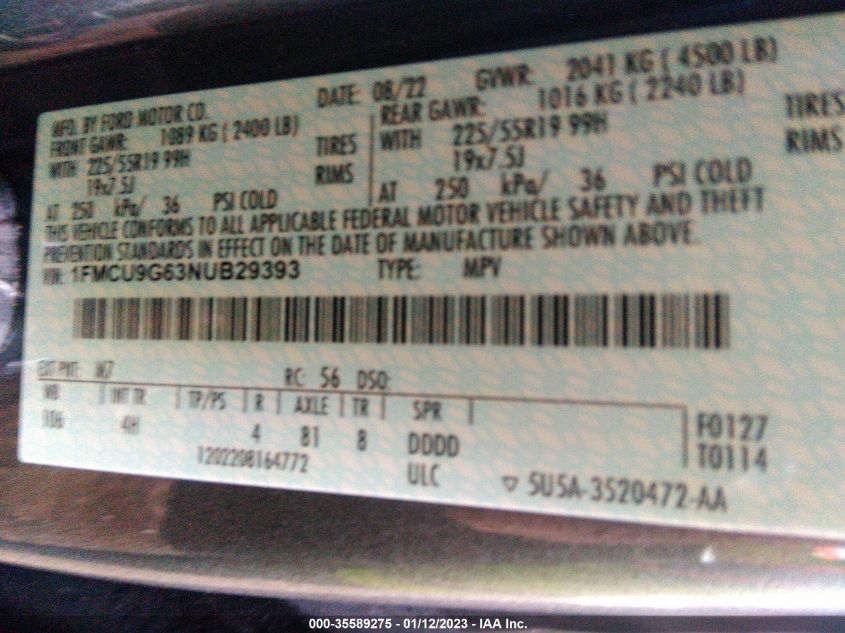 MFD. BY FORD MOTOR CO. DATE: 08/22 GVWR: 2041 KG ( 4500 LB)
FRONT GAWR: 1089 KG ( 2400 LB) REAR GAWR: 1016 KG ( 2240 LB)
WITH 225/55R19 99H TIRES WITH 225/55R19 99H TIRES
19x7.5J RIMS 19x7.5J RIMS
AT 250 kPa/ 36 PSI COLD AT 250 kPa/ 36 PSI COLD
THIS VEHICLE CONFORMS TO ALL APPLICABLE FEDERAL MOTOR VEHICLE SAFETY AND THEFT
PREVENTION STANDARDS IN EFFECT ON THE DATE OF MANUFACTURE SHOWN ABOVE.
VIN: 1FMCU9G63NUB29393 TYPE: MPV
EXT PNT: W7 RC: 56 DSO:
WB INT TR TP/PS R AXLE TR SPR
4H 4 81 8 DDDD
F0127
T0114
1202208164772
ULC ▽ 5U5A-3520472-AA
000-35589275 - 01/12/2023 - IAA Inc.